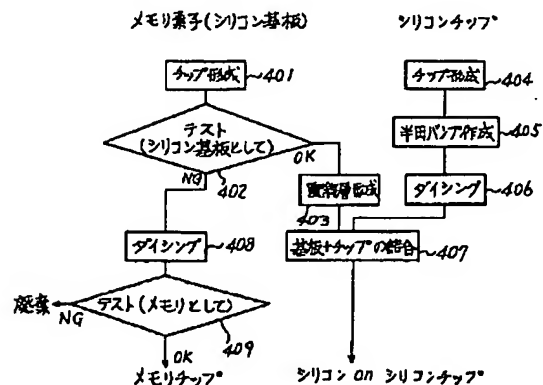 メモリ素子(シリコン基板)
シリコンチップ
チップ形成 401
チップ形成 404
テスト
(シリコン基板として)
OK
NG
402
半田バンプ作成 405
配線層形成
403
ダイシング 406
ダイシング 408
基板+チップの結合 407
テスト(メモリとして)
廃棄
NG
409
OK
メモリチップ
シリコン on シリコンチップ